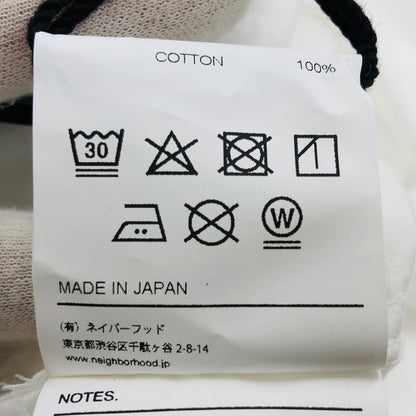 COTTON 100%
30
W
MADE IN JAPAN
(有) ネイバーフッド
東京都渋谷区千駄ヶ谷 2-8-14
www.neighborhood.jp
NOTES.